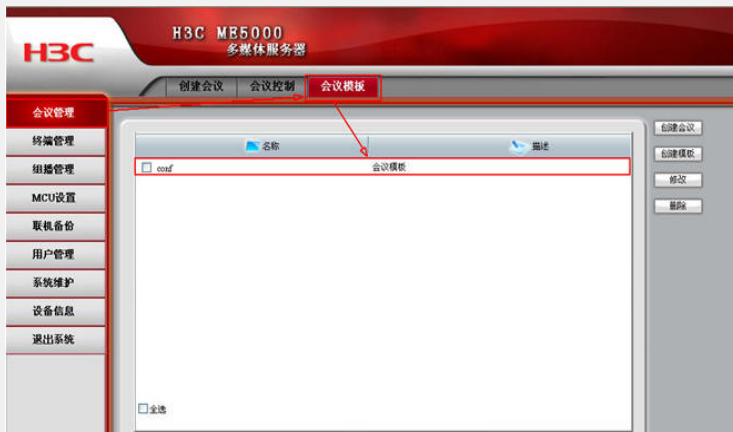 H3C
H3C ME5000
多媒体服务器
创建会议 会议控制 会议模板
会议管理
终端管理
组播管理
MCU设置
联机备份
用户管理
系统维护
设备信息
退出系统
名称 描述
conf 会议模板
全选
创建会议
创建模板
修改
删除